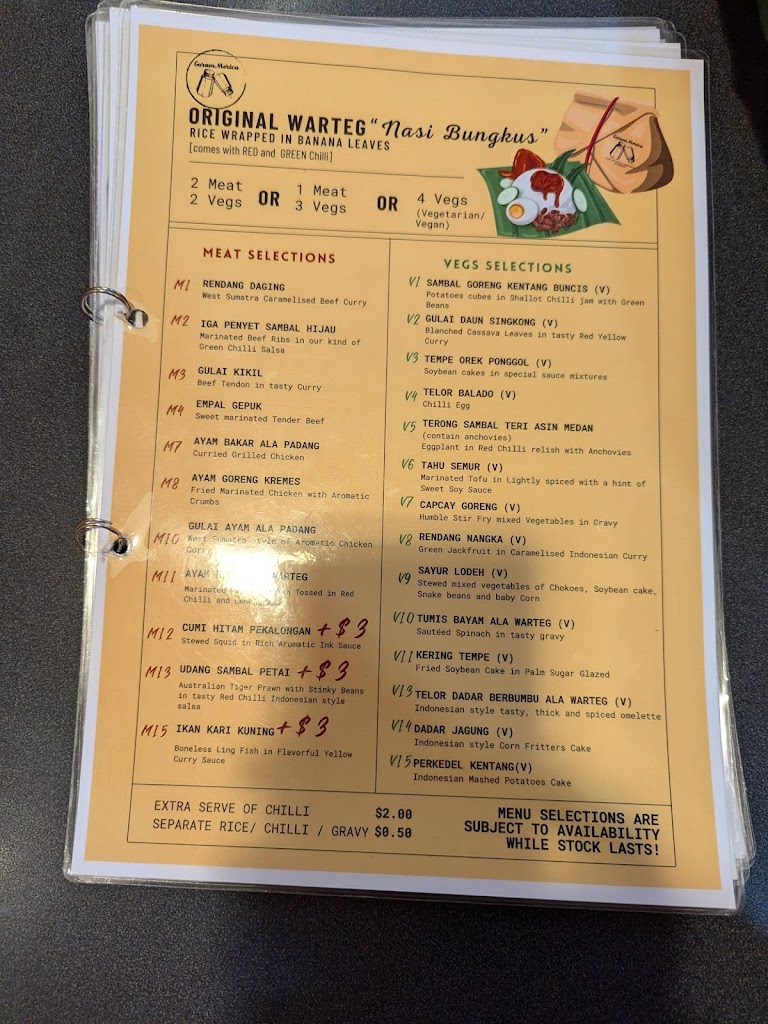 Garam Merica
ORIGINAL WARTEG "Nasi Bungkus"
RICE WRAPPED IN BANANA LEAVES
[comes with RED and GREEN Chilli]
2 Meat
2 Vegs
OR
1 Meat
3 Vegs
OR
4 Vegs
(Vegetarian/
Vegan)
MEAT SELECTIONS
M1 RENDANG DAGING
West Sumatra Caramelised Beef Curry
M2 IGA PENYET SAMBAL HIJAU
Marinated Beef Ribs in our kind of
Green Chilli Salsa
M3 GULAI KIKIL
Beef Tendon in tasty Curry
M4 EMPAL GEPUK
Sweet marinated Tender Beef
M7 AYAM BAKAR ALA PADANG
Curried Grilled Chicken
M8 AYAM GORENG KREMES
Fried Marinated Chicken with Aromatic
Crumbs
M10 GULAI AYAM ALA PADANG
West Sumatra style of Aromatic Chicken
Curry
M11 AYAM WARTEG
Marinated Tossed in Red
Chilli and
M12 CUMI HITAM PEKALONGAN + $3
Stewed Squid in Rich Aromatic Ink Sauce
M13 UDANG SAMBAL PETAI + $3
Australian Tiger Prawn with Stinky Beans
in tasty Red Chilli Indonesian style
salsa
M15 IKAN KARI KUNING + $3
Boneless Ling Fish in Flavorful Yellow
Curry Sauce
VEGS SELECTIONS
V1 SAMBAL GORENG KENTANG BUNCIS (V)
Potatoes cubes in Shallot Chilli jam with Green
Beans
V2 GULAI DAUN SINGKONG (V)
Blanched Cassava Leaves in tasty Red Yellow
Curry
V3 TEMPE OREK PONGGOL (V)
Soybean cakes in special sauce mixtures
V4 TELOR BALADO (V)
Chilli Egg
V5 TERONG SAMBAL TERI ASIN MEDAN
(contain anchovies)
Eggplant in Red Chilli relish with Anchovies
V6 TAHU SEMUR (V)
Marinated Tofu in Lightly spiced with a hint of
Sweet Soy Sauce
V7 CAPCAY GORENG (V)
Humble Stir Fry mixed Vegetables in Gravy
V8 RENDANG NANGKA (V)
Green Jackfruit in Caramelised Indonesian Curry
V9 SAYUR LODEH (V)
Stewed mixed vegetables of Chokoes, Soybean cake,
Snake beans and baby Corn
V10 TUMIS BAYAM ALA WARTEG (V)
Sautéed Spinach in tasty gravy
V11 KERING TEMPE (V)
Fried Soybean Cake in Palm Sugar Glazed
V13 TELOR DADAR BERBUMBU ALA WARTEG (V)
Indonesian style tasty, thick and spiced omelette
V14 DADAR JAGUNG (V)
Indonesian style Corn Fritters Cake
V15 PERKEDEL KENTANG(V)
Indonesian Mashed Potatoes Cake
EXTRA SERVE OF CHILLI $2.00
SEPARATE RICE/ CHILLI / GRAVY $0.50
MENU SELECTIONS ARE
SUBJECT TO AVAILABILITY
WHILE STOCK LASTS!